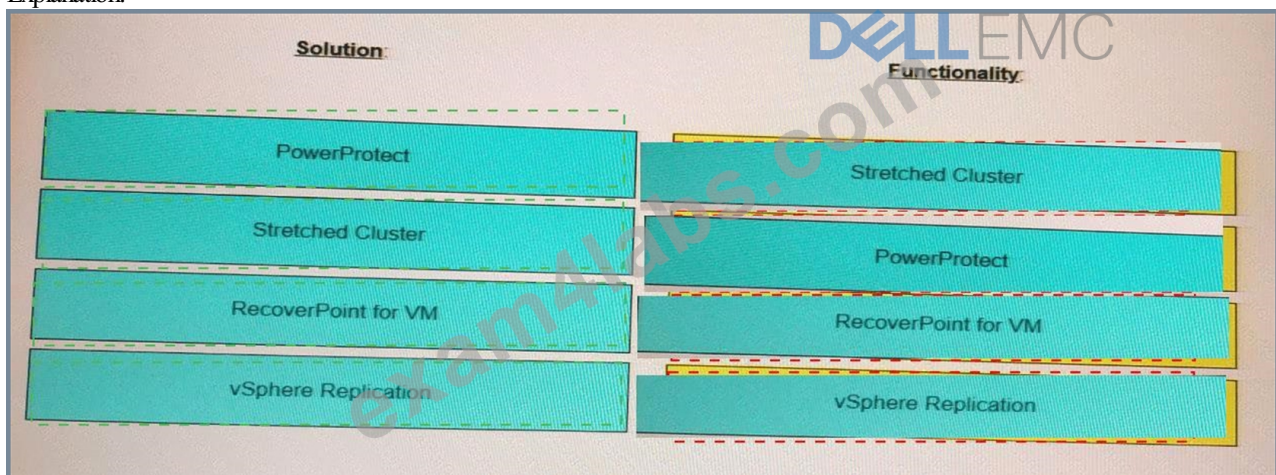 Explanation:
DELL EMC
Solution:
Functionality:
PowerProtect
Stretched Cluster
Stretched Cluster
PowerProtect
RecoverPoint for VM
RecoverPoint for VM
vSphere Replication
vSphere Replication
exam4labs.com